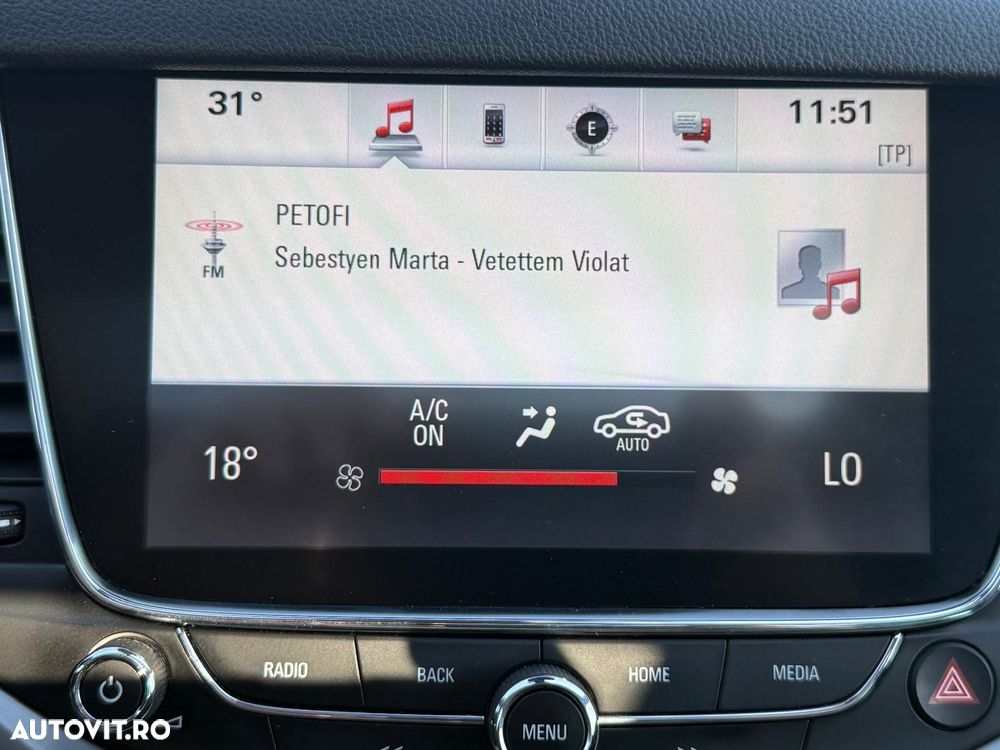 31°
E
11:51
[TP]
PETOFI
Sebestyen Marta - Vetettem Violat
FM
A/C
ON
AUTO
18°
LO
RADIO
BACK
HOME
MEDIA
MENU
AUTOVIT.RO